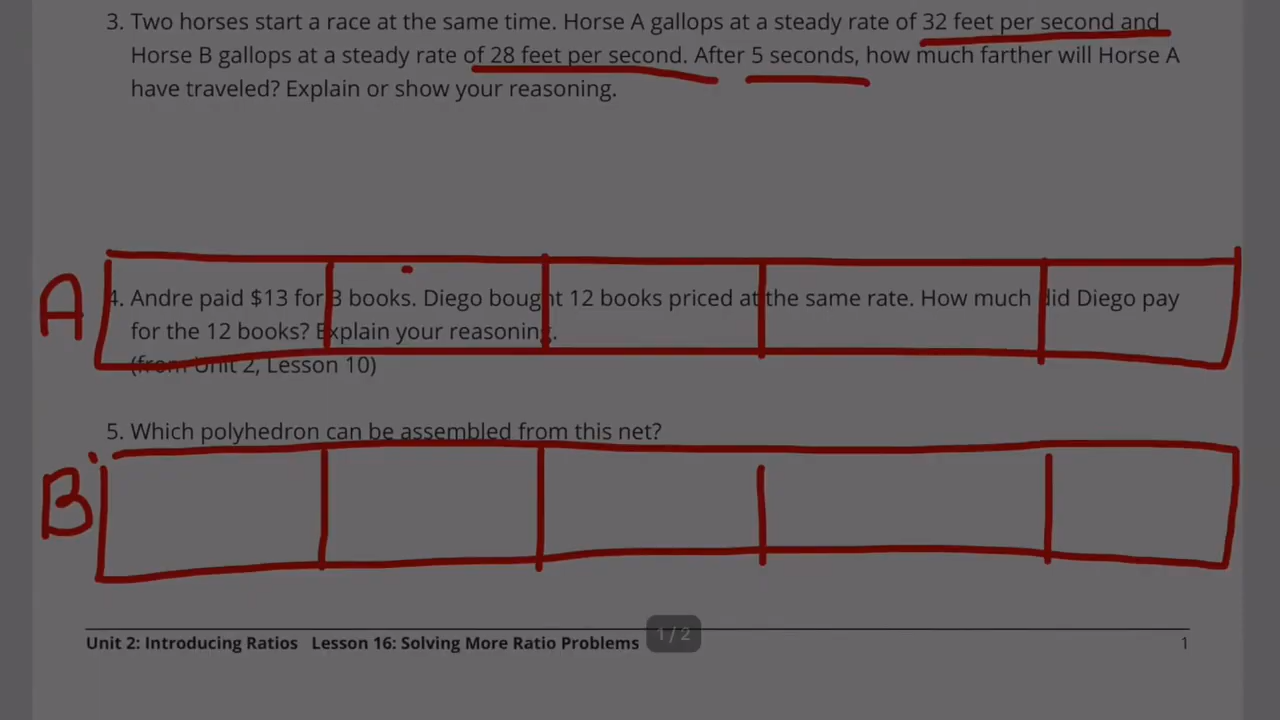 3. Two horses start a race at the same time. Horse A gallops at a steady rate of 32 feet per second and
Horse B gallops at a steady rate of 28 feet per second. After 5 seconds, how much farther will Horse A
have traveled? Explain or show your reasoning.
A
4. Andre paid $13 for 3 books. Diego bought 12 books priced at the same rate. How much did Diego pay
for the 12 books? Explain your reasoning.
(from Unit 2, Lesson 10)
5. Which polyhedron can be assembled from this net?
B
Unit 2: Introducing Ratios Lesson 16: Solving More Ratio Problems
1 / 2
1